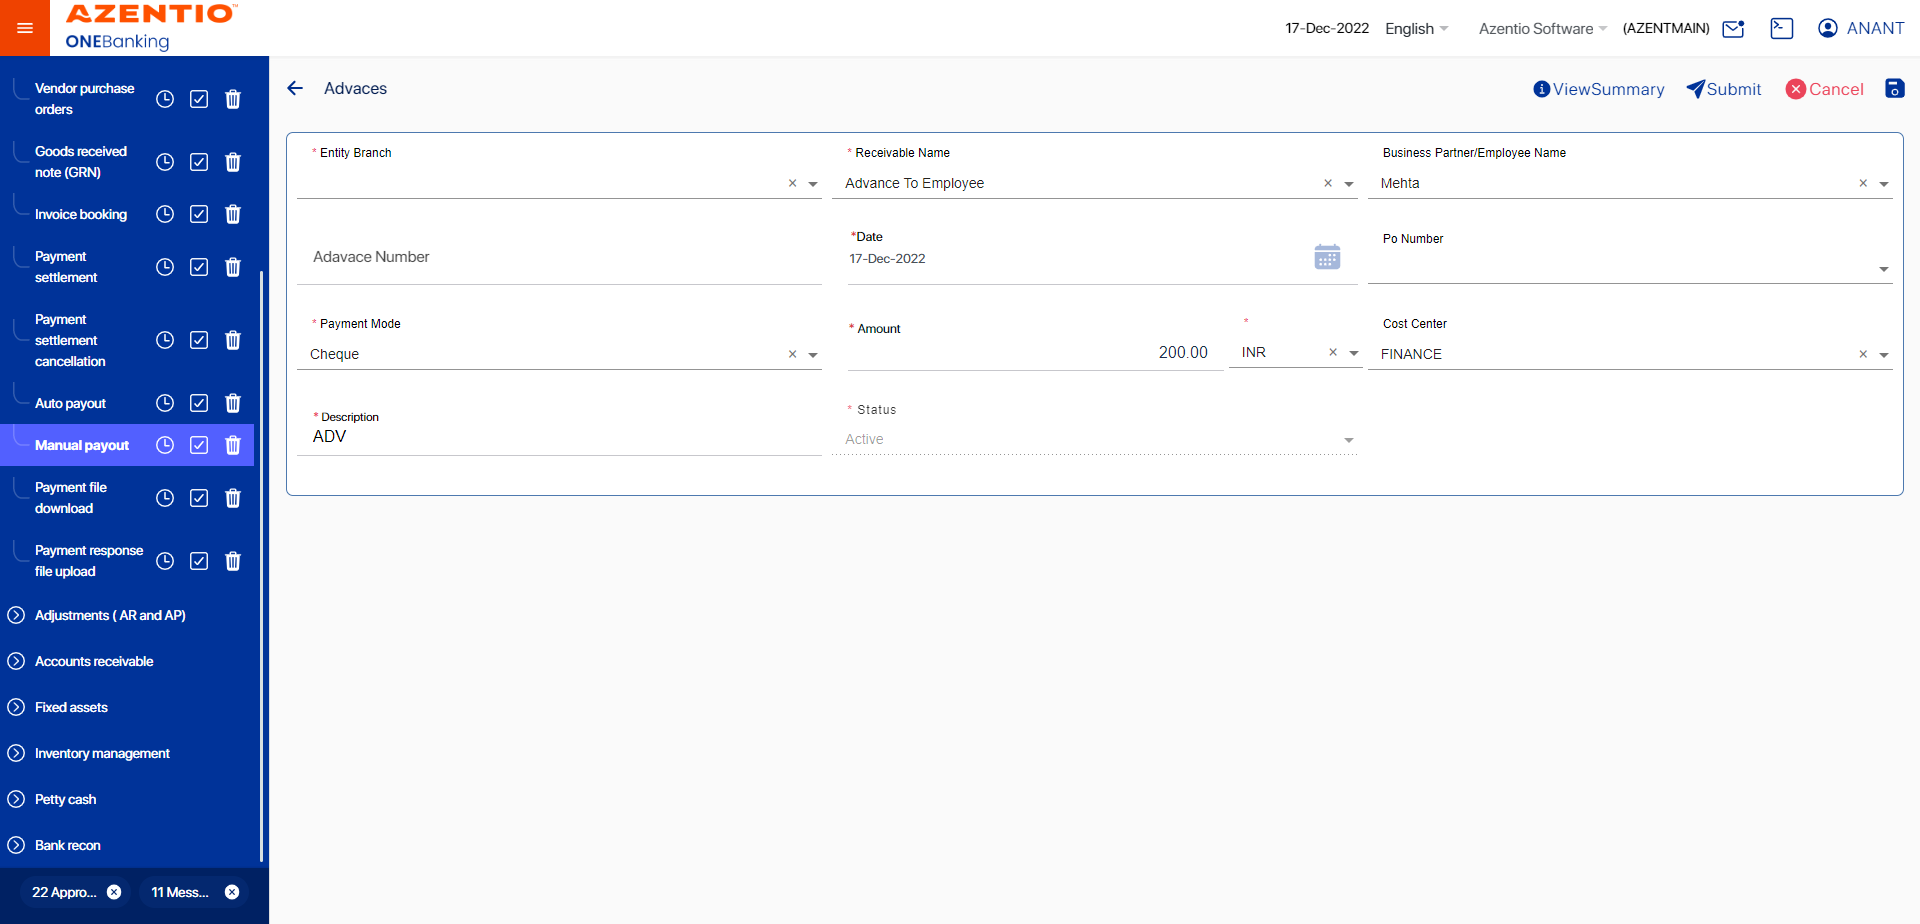 AZENTIO™
ONEBanking
17-Dec-2022 English Azentio Software (AZENTMAIN) ANANT
Vendor purchase
orders
Goods received
note (GRN)
Invoice booking
Payment
settlement
Payment
settlement
cancellation
Auto payout
Manual payout
Payment file
download
Payment response
file upload
Adjustments ( AR and AP)
Accounts receivable
Fixed assets
Inventory management
Petty cash
Bank recon
22 Appro...
11 Mess...
Advaces
ViewSummary Submit Cancel
* Entity Branch
* Receivable Name
Advance To Employee
Business Partner/Employee Name
Mehta
Adavace Number
*Date
17-Dec-2022
Po Number
* Payment Mode
Cheque
* Amount
200.00
*
INR
Cost Center
FINANCE
* Description
ADV
* Status
Active